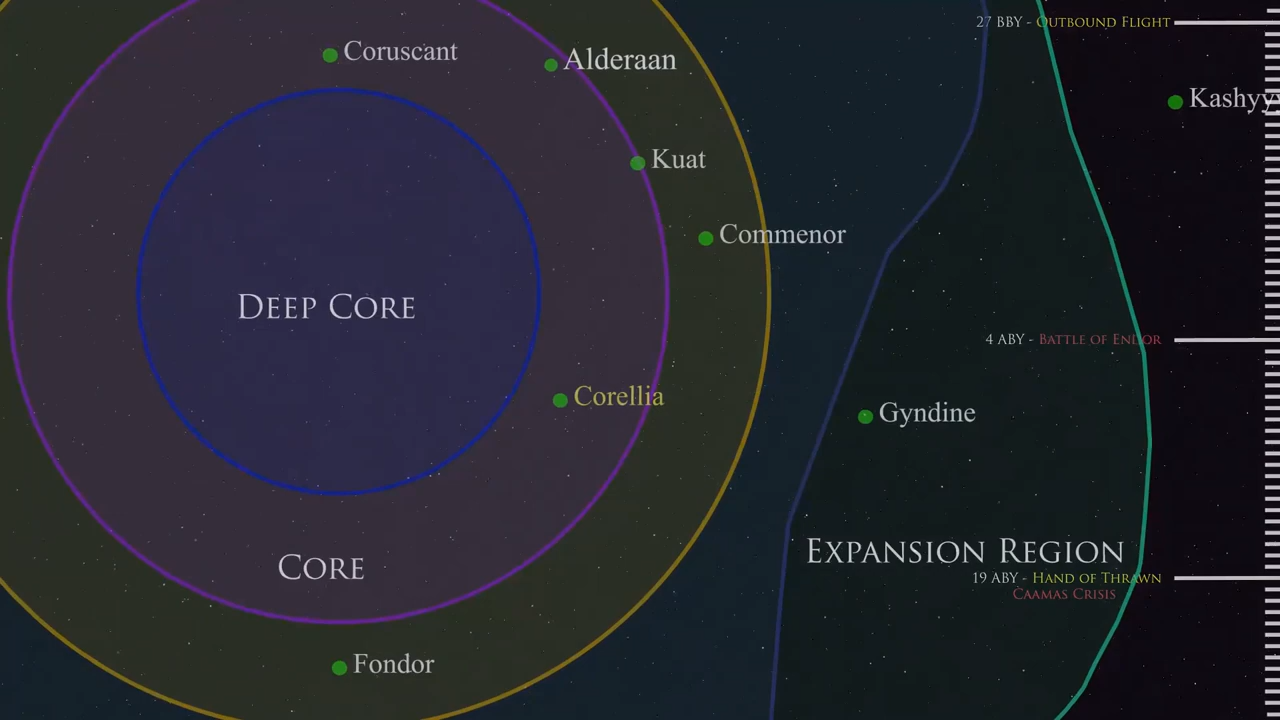 27 BBY - Outbound Flight
Coruscant
Alderaan
Kashyy
Kuat
Commenor
Deep Core
4 ABY - Battle of Endor
Corellia
Gyndine
Expansion Region
Core
19 ABY - Hand of Thrawn
Caamas Crisis
Fondor